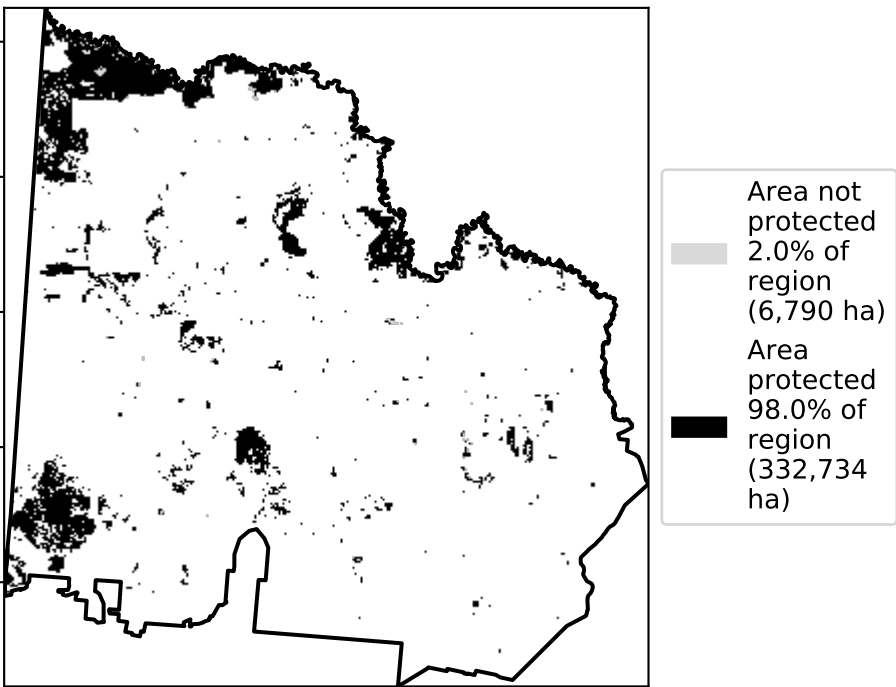 Area not
protected
2.0% of
region
(6,790 ha)
Area
protected
98.0% of
region
(332,734
ha)